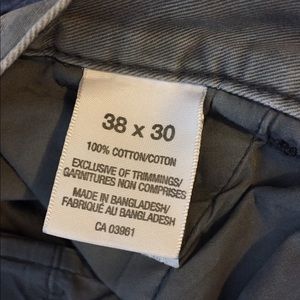 38 x 30
100% COTTON/COTON
EXCLUSIVE OF TRIMMINGS/
GARNITURES NON COMPRISES
MADE IN BANGLADESH/
FABRIQUÉ AU BANGLADESH
CA 03961